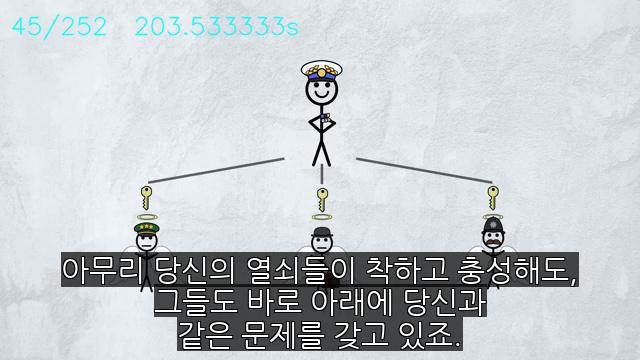 45/252 203.533333s
아무리 당신의 열쇠들이 착하고 충성해도,
그들도 바로 아래에 당신과
같은 문제를 갖고 있죠.